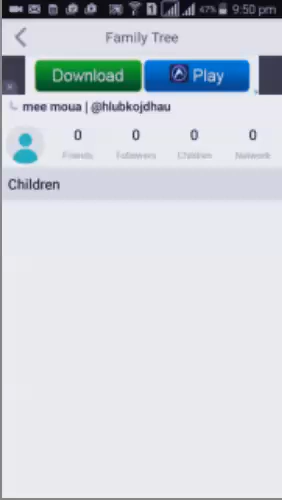 47% 9:50 pm
Family Tree
Download Play
mee moua | @hlubkojdhau
0 0 0 0
Friends Followers Children Network
Children